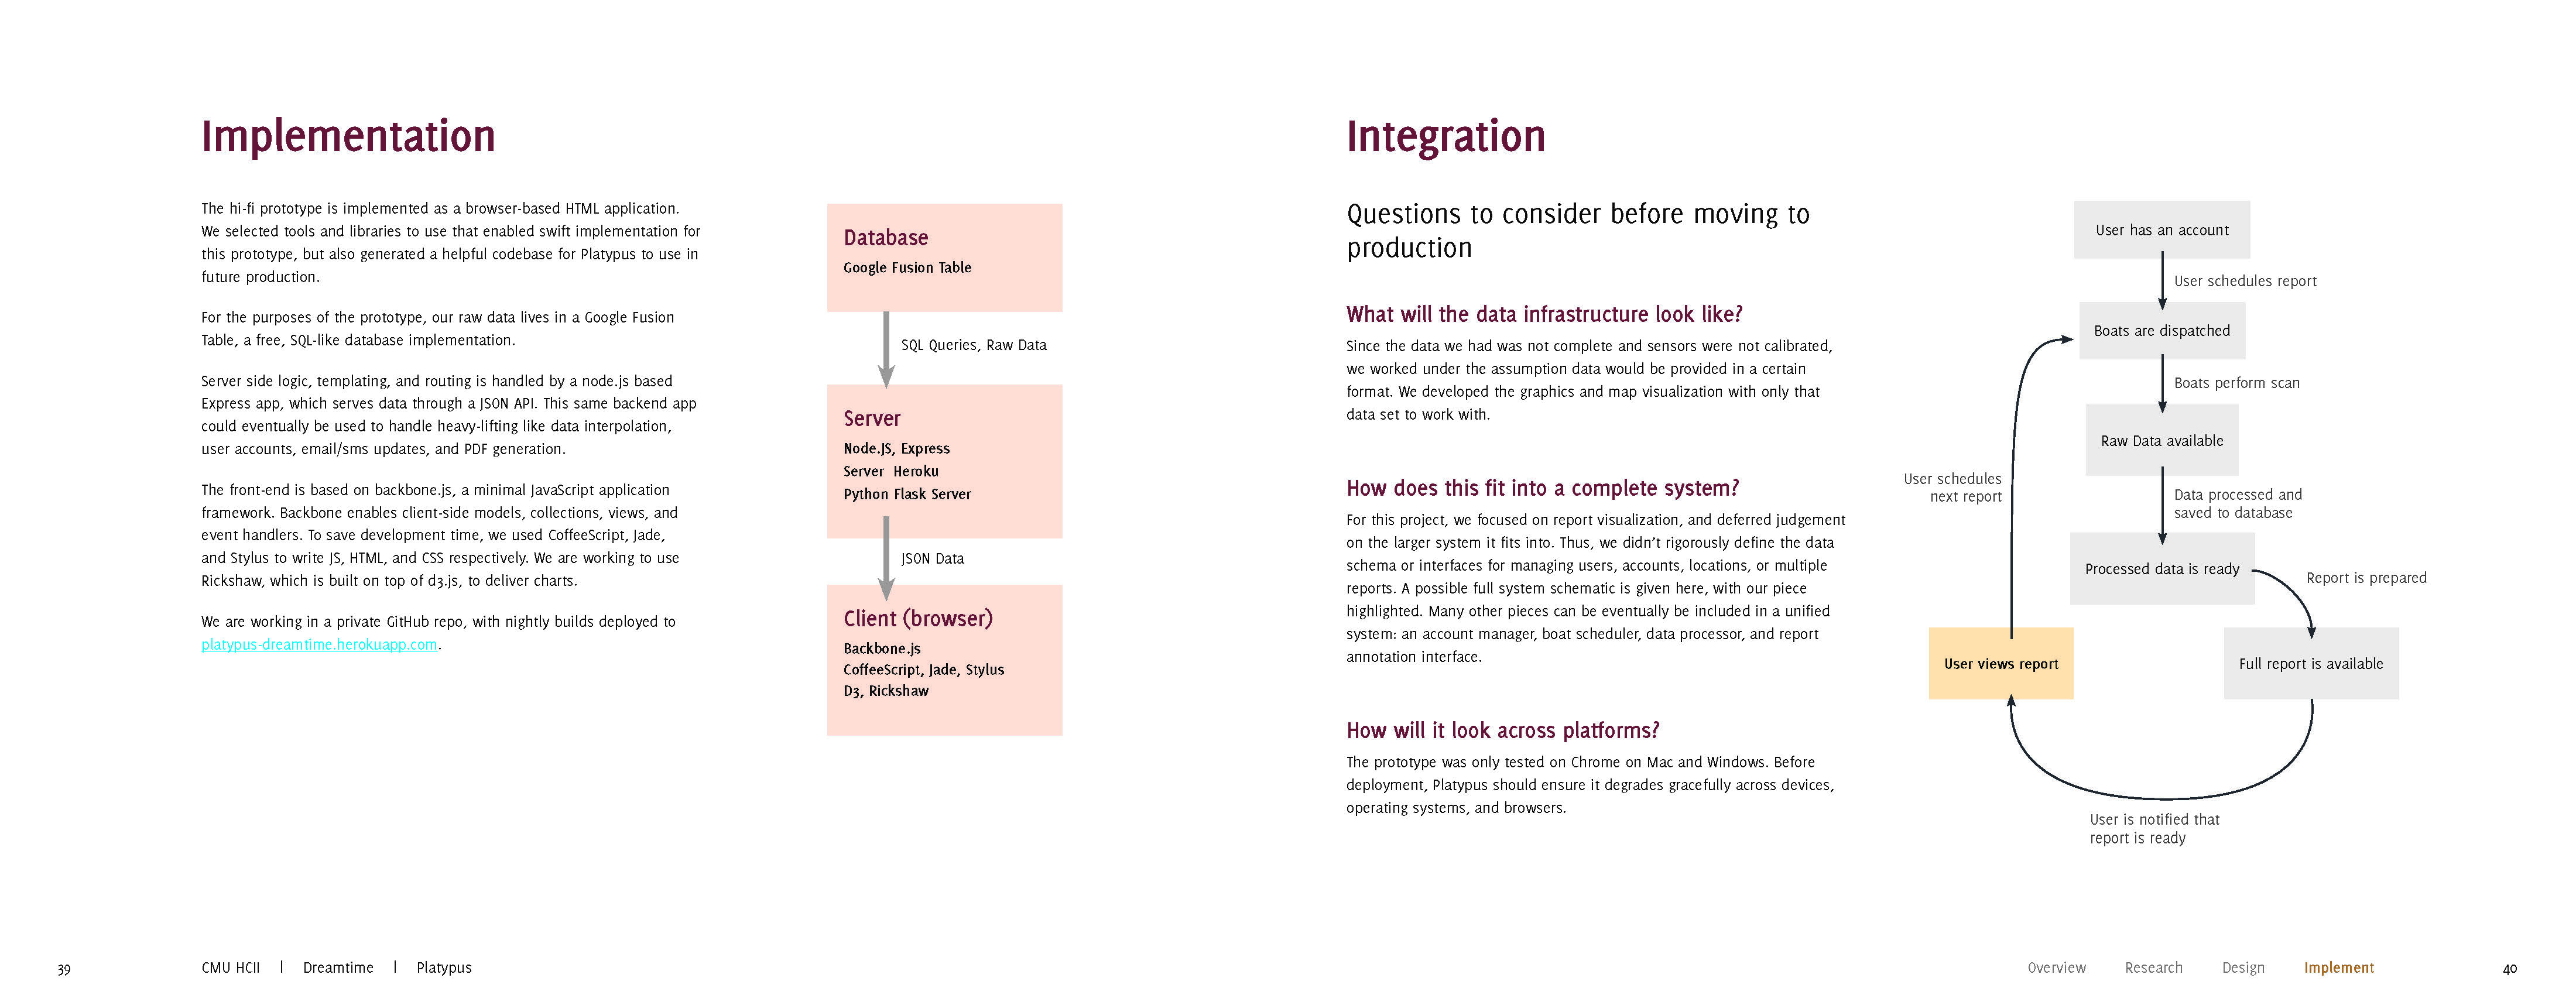 Implementation
The hi-fi prototype is implemented as a browser-based HTML application.
We selected tools and libraries to use that enabled swift implementation for
this prototype, but also generated a helpful codebase for Platypus to use in
future production.
For the purposes of the prototype, our raw data lives in a Google Fusion
Table, a free, SQL-like database implementation.
Server side logic, templating, and routing is handled by a node.js based
Express app, which serves data through a JSON API. This same backend app
could eventually be used to handle heavy-lifting like data interpolation,
user accounts, email/sms updates, and PDF generation.
The front-end is based on backbone.js, a minimal JavaScript application
framework. Backbone enables client-side models, collections, views, and
event handlers. To save development time, we used CoffeeScript, Jade,
and Stylus to write JS, HTML, and CSS respectively. We are working to use
Rickshaw, which is built on top of d3.js, to deliver charts.
We are working in a private GitHub repo, with nightly builds deployed to
platypus-dreamtime.herokuapp.com.
Database
Google Fusion Table
SQL Queries, Raw Data
Server
Node.JS, Express
Server Heroku
Python Flask Server
JSON Data
Client (browser)
Backbone.js
CoffeeScript, Jade, Stylus
D3, Rickshaw
39
CMU HCII | Dreamtime | Platypus
Integration
Questions to consider before moving to
production
What will the data infrastructure look like?
Since the data we had was not complete and sensors were not calibrated,
we worked under the assumption data would be provided in a certain
format. We developed the graphics and map visualization with only that
data set to work with.
How does this fit into a complete system?
For this project, we focused on report visualization, and deferred judgement
on the larger system it fits into. Thus, we didn't rigorously define the data
schema or interfaces for managing users, accounts, locations, or multiple
reports. A possible full system schematic is given here, with our piece
highlighted. Many other pieces can be eventually be included in a unified
system: an account manager, boat scheduler, data processor, and report
annotation interface.
How will it look across platforms?
The prototype was only tested on Chrome on Mac and Windows. Before
deployment, Platypus should ensure it degrades gracefully across devices,
operating systems, and browsers.
User has an account
User schedules report
Boats are dispatched
Boats perform scan
Raw Data available
User schedules
next report
Data processed and
saved to database
Processed data is ready
Report is prepared
User views report
Full report is available
User is notified that
report is ready
Overview Research Design Implement
40